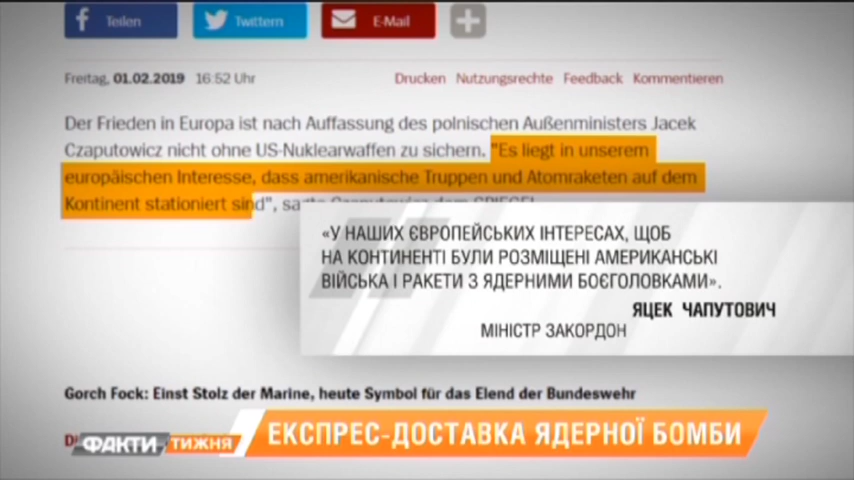 Teilen
Twittern
E-Mail
Freitag, 01.02.2019 16:52 Uhr
Drucken Nutzungsrechte Feedback Kommentieren
Der Frieden in Europa ist nach Auffassung des polnischen Außenministers Jacek
Czaputowicz nicht ohne US-Nuklearwaffen zu sichern. "Es liegt in unserem
europäischen Interesse, dass amerikanische Truppen und Atomraketen auf dem
Kontinent stationiert sind",
«У НАШИХ ЄВРОПЕЙСЬКИХ ІНТЕРЕСАХ, ЩОБ
НА КОНТИНЕНТІ БУЛИ РОЗМІЩЕНІ АМЕРИКАНСЬКІ
ВІЙСЬКА І РАКЕТИ З ЯДЕРНИМИ БОЄГОЛОВКАМИ».
ЯЦЕК ЧАПУТОВИЧ
МІНІСТР ЗАКОРДОН
Gorch Fock: Einst Stolz der Marine, heute Symbol für das Elend der Bundeswehr
ФАКТИ ТИЖНЯ
ЕКСПРЕС-ДОСТАВКА ЯДЕРНОЇ БОМБИ